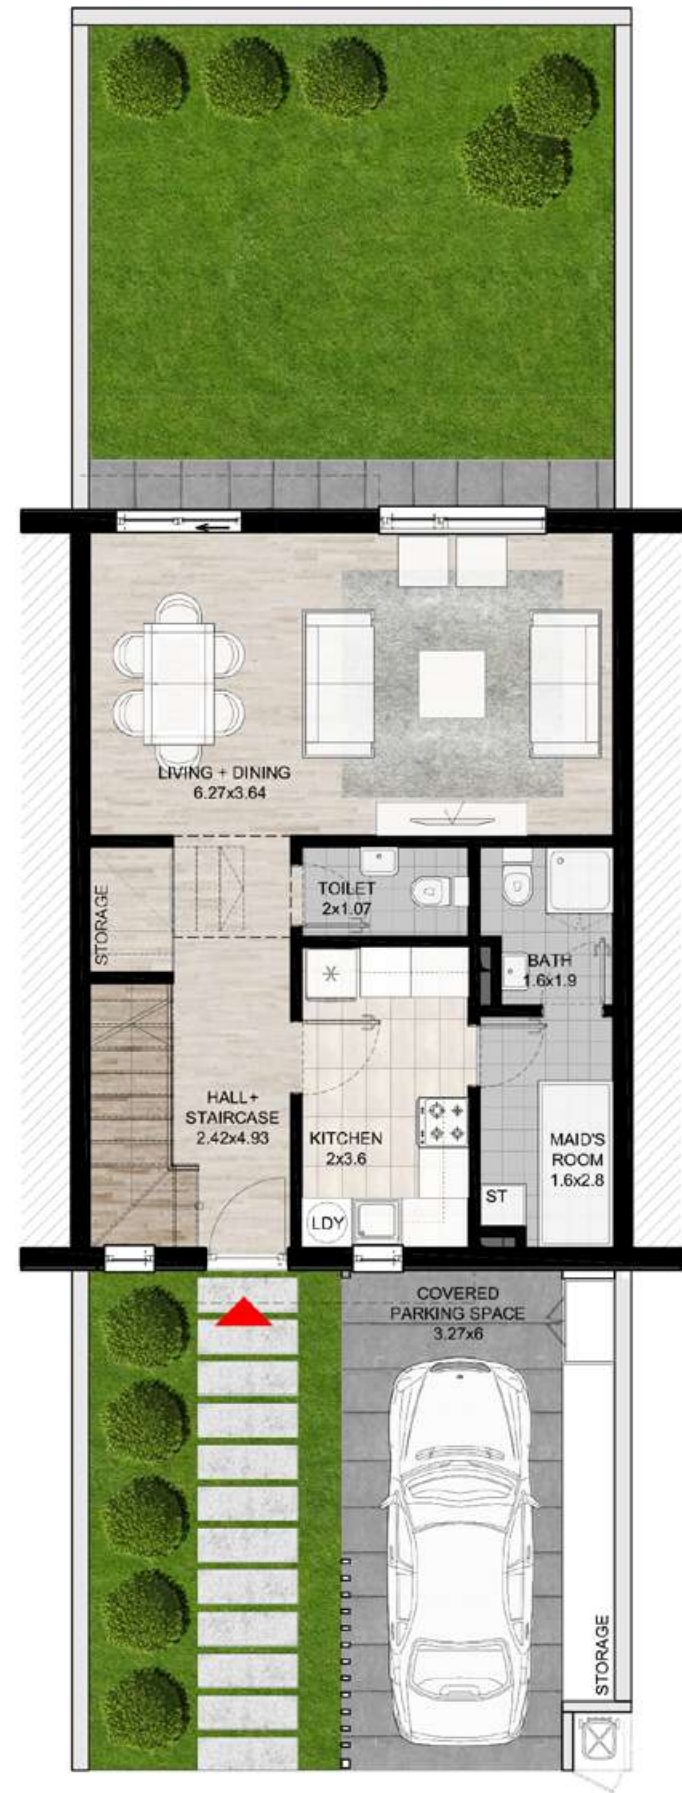 LIVING + DINING
6.27x3.64
STORAGE
TOILET
2x1.07
BATH
1.6x1.9
HALL+
STAIRCASE
2.42x4.93
KITCHEN
2x3.6
MAID'S
ROOM
1.6x2.8
ST
LDY
COVERED
PARKING SPACE
3.27x6
STORAGE